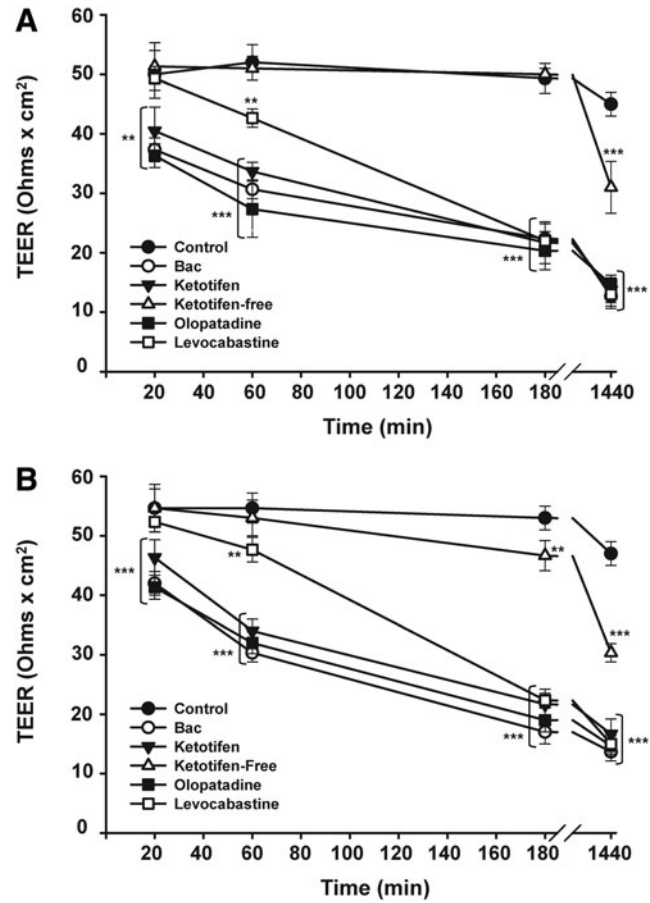 A
TEER (Ohms x cm²)
60
50
40
30
20
10
0
**
**
***
***
***
***
Control
Bac
Ketotifen
Ketotifen-free
Olopatadine
Levocabastine
20 40 60 80 100 120 140 160 180 1440
Time (min)
B
TEER (Ohms x cm²)
60
50
40
30
20
10
0
***
**
***
**
***
***
***
Control
Bac
Ketotifen
Ketotifen-Free
Olopatadine
Levocabastine
20 40 60 80 100 120 140 160 180 1440
Time (min)